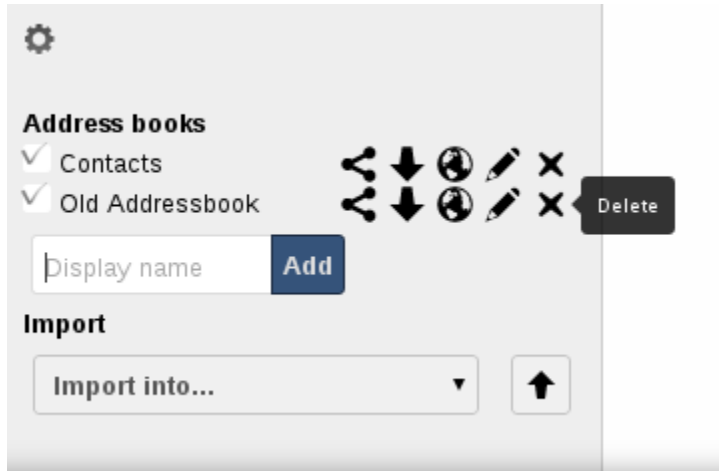 Address books
Contacts
Old Addressbook
Delete
Display name
Add
Import
Import into...